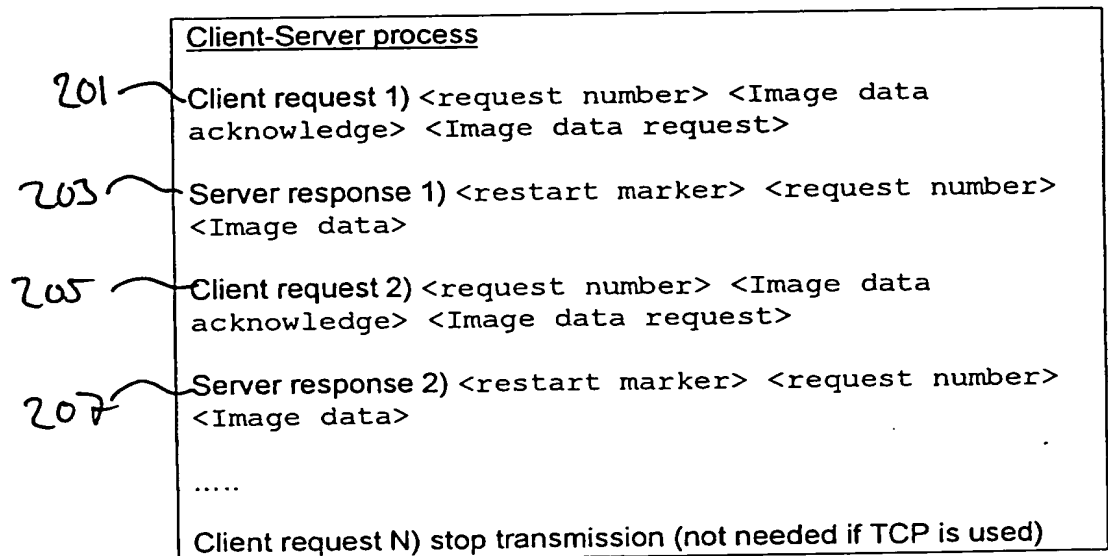 Client-Server process
201
Client request 1) <request number> <Image data
acknowledge> <Image data request>
203
Server response 1) <restart marker> <request number>
<Image data>
205
Client request 2) <request number> <Image data
acknowledge> <Image data request>
207
Server response 2) <restart marker> <request number>
<Image data>
.....
Client request N) stop transmission (not needed if TCP is used)